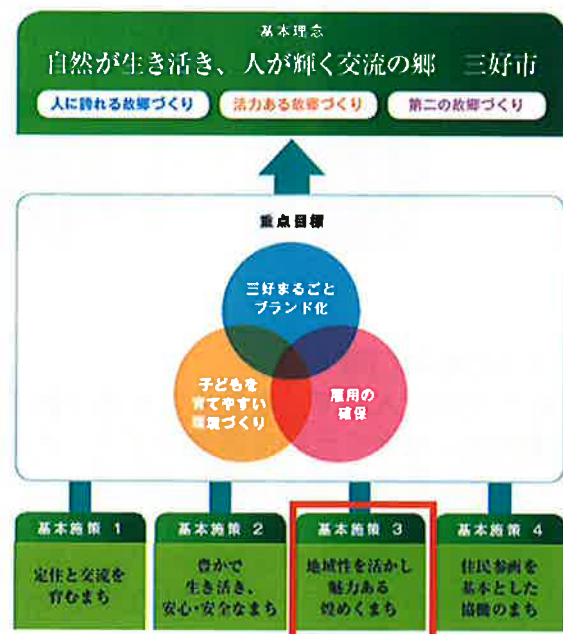 基本理念
自然が生き活き、人が輝く交流の郷 三好市
人に誇れる故郷づくり 活力ある故郷づくり 第二の故郷づくり
重点目標
三好まるごと
ブランド化
子どもを
育てやすい
環境づくり
雇用の
確保
基本施策 1
定住と交流を
育むまち
基本施策 2
豊かで
生き活き、
安心・安全なまち
基本施策 3
地域性を活かし
魅力ある
煌めくまち
基本施策 4
住民参画を
基本とした
協働のまち